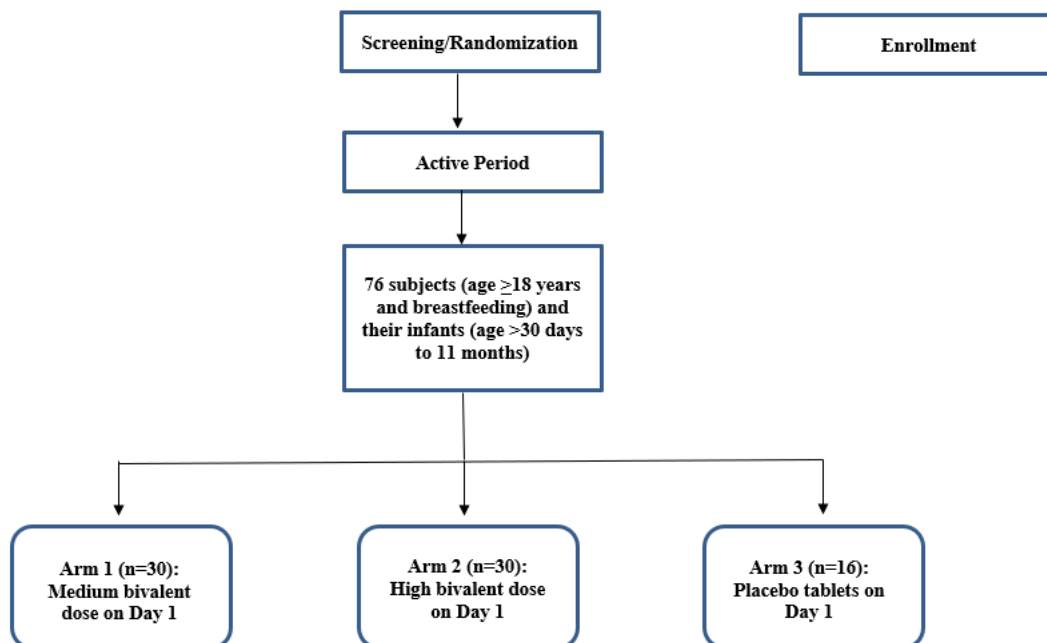 Screening/Randomization
Enrollment
Active Period
76 subjects (age ≥18 years
and breastfeeding) and
their infants (age >30 days
to 11 months)
Arm 1 (n=30):
Medium bivalent
dose on Day 1
Arm 2 (n=30):
High bivalent dose
on Day 1
Arm 3 (n=16):
Placebo tablets on
Day 1